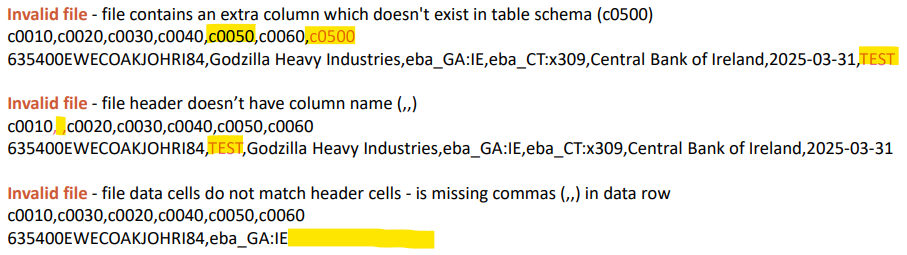 Invalid file - file contains an extra column which doesn't exist in table schema (c0500)
c0010,c0020,c0030,c0040,c0050,c0060,c0500
635400EWECOAKJOHRI84,Godzilla Heavy Industries,eba_GA:IE,eba_CT:x309,Central Bank of Ireland,2025-03-31,TEST
Invalid file - file header doesn’t have column name (,,)
c0010,,c0020,c0030,c0040,c0050,c0060
635400EWECOAKJOHRI84,TEST,Godzilla Heavy Industries,eba_GA:IE,eba_CT:x309,Central Bank of Ireland,2025-03-31
Invalid file - file data cells do not match header cells - is missing commas (,,) in data row
c0010,c0030,c0020,c0040,c0050,c0060
635400EWECOAKJOHRI84,eba_GA:IE